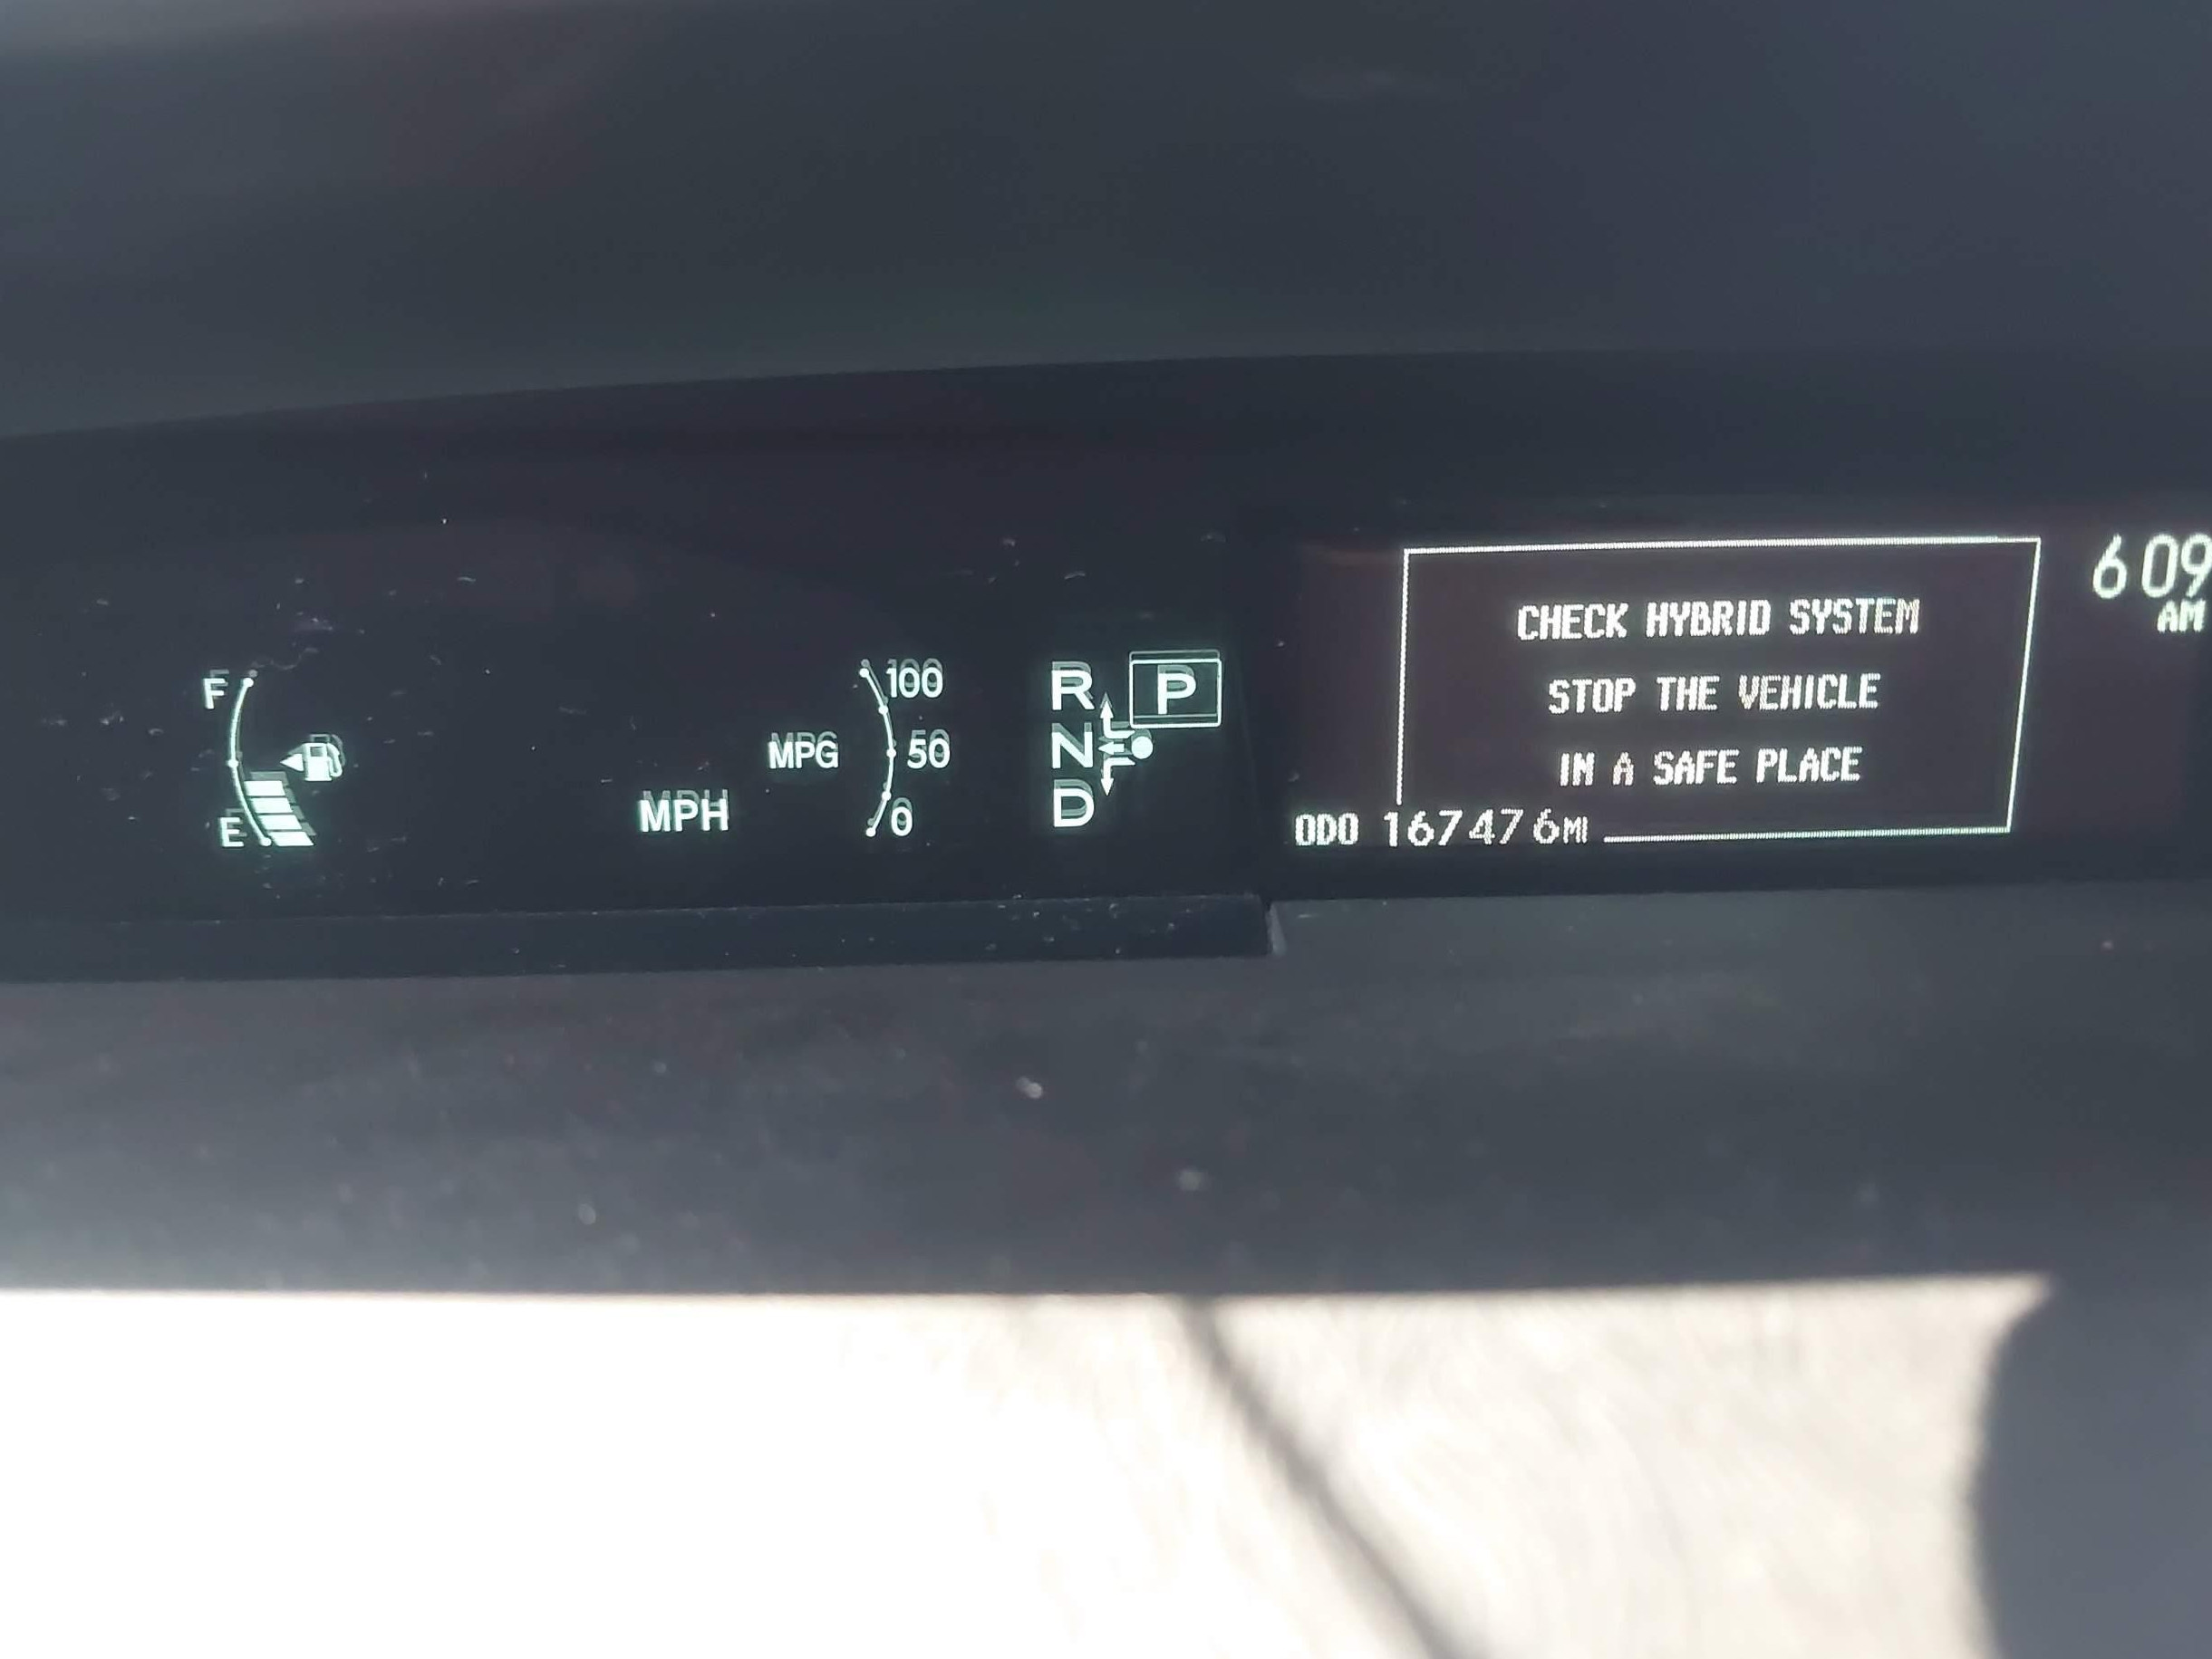 F
E
MPH
MPG
100
50
0
R
P
N
D
CHECK HYBRID SYSTEM
STOP THE VEHICLE
IN A SAFE PLACE
ODO 167476MI
6 09
AM